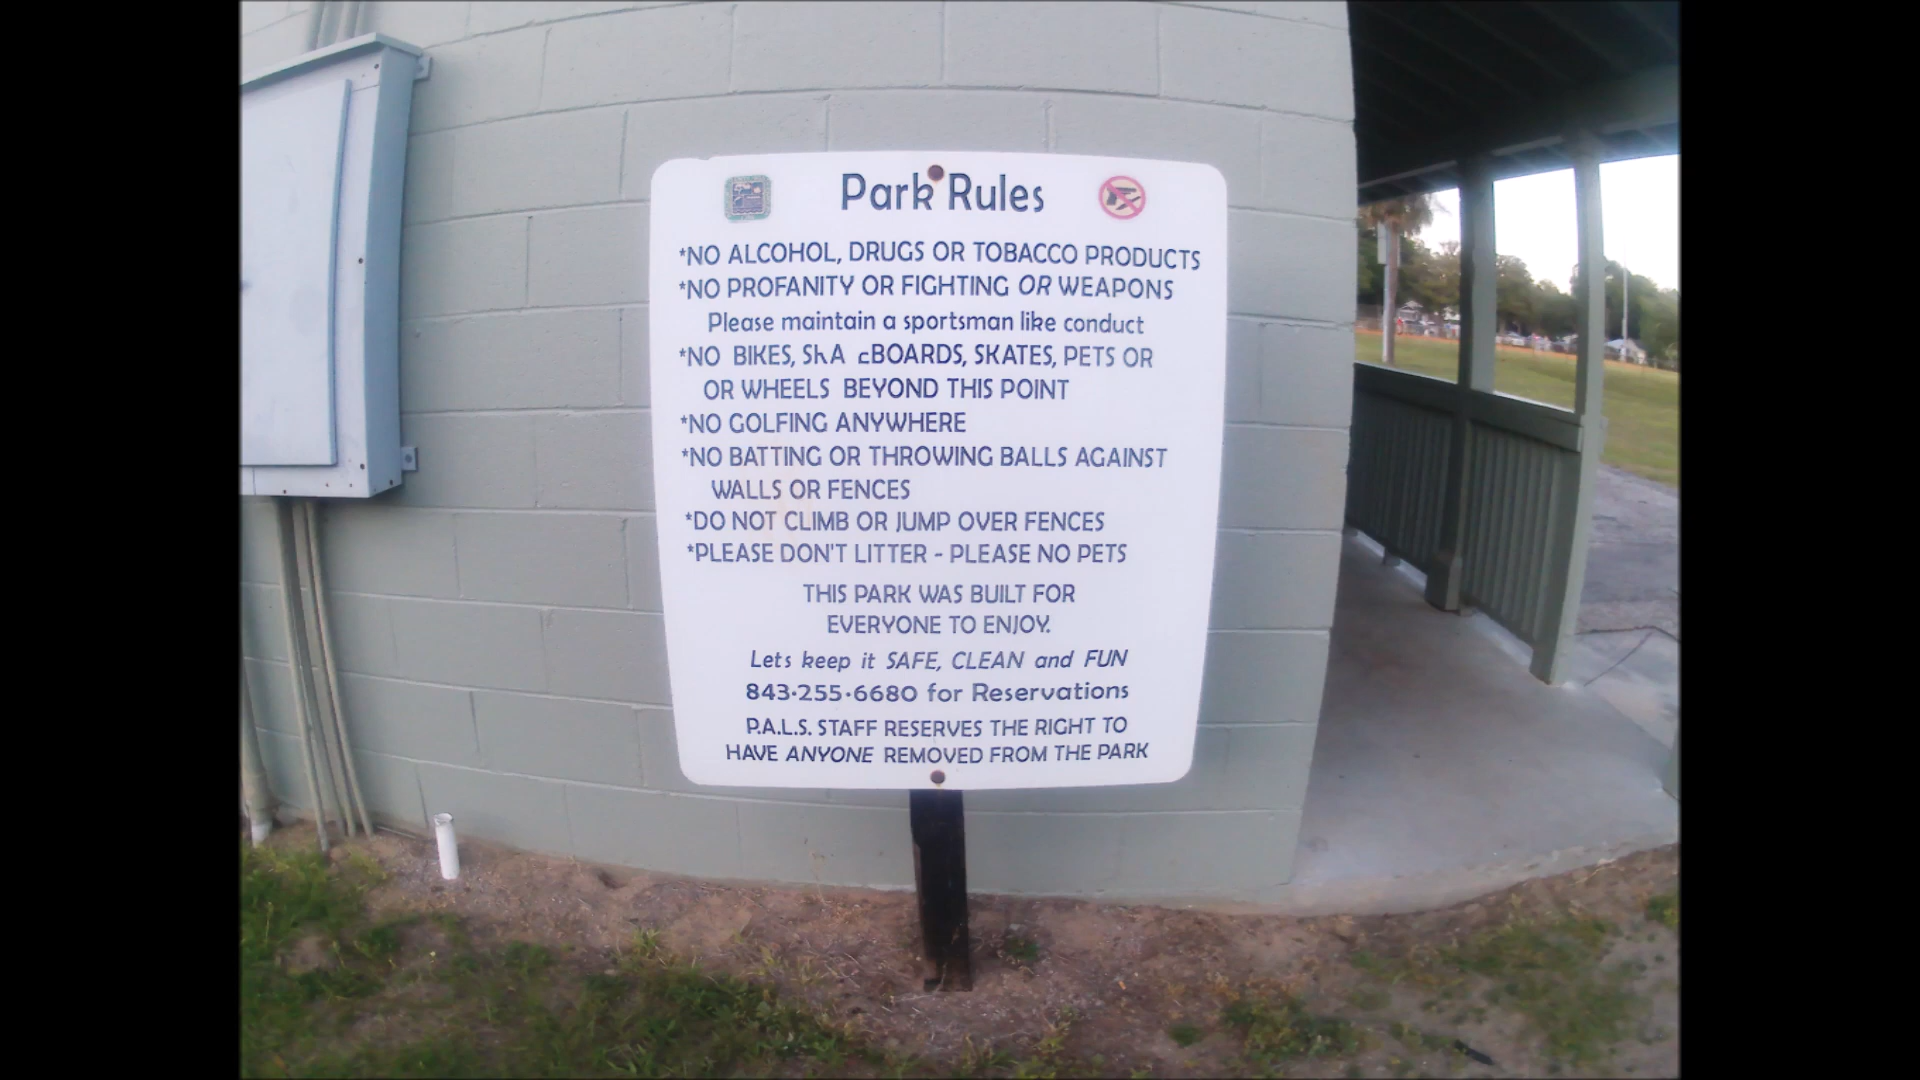 Park Rules
*NO ALCOHOL, DRUGS OR TOBACCO PRODUCTS
*NO PROFANITY OR FIGHTING OR WEAPONS
Please maintain a sportsman like conduct
*NO BIKES, SKA EBOARDS, SKATES, PETS OR
OR WHEELS BEYOND THIS POINT
*NO GOLFING ANYWHERE
*NO BATTING OR THROWING BALLS AGAINST
WALLS OR FENCES
*DO NOT CLIMB OR JUMP OVER FENCES
*PLEASE DON'T LITTER - PLEASE NO PETS
THIS PARK WAS BUILT FOR
EVERYONE TO ENJOY.
Lets keep it SAFE, CLEAN and FUN
843·255·6680 for Reservations
P.A.L.S. STAFF RESERVES THE RIGHT TO
HAVE ANYONE REMOVED FROM THE PARK